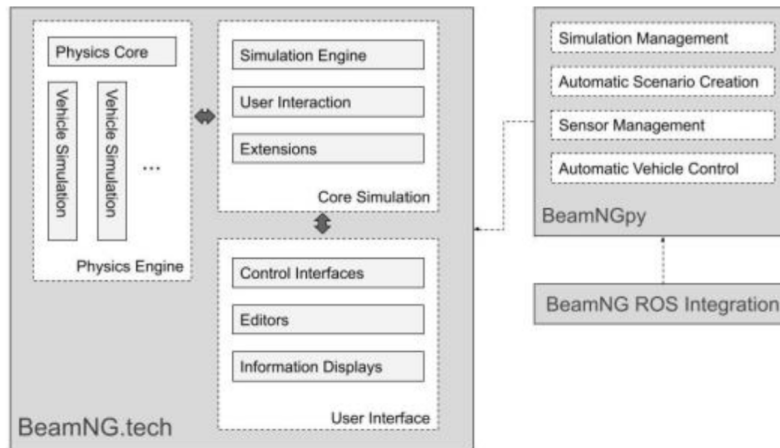 Physics Core
Vehicle Simulation
Vehicle Simulation
...
Physics Engine
Simulation Engine
User Interaction
Extensions
Core Simulation
Control Interfaces
Editors
Information Displays
User Interface
BeamNG.tech
Simulation Management
Automatic Scenario Creation
Sensor Management
Automatic Vehicle Control
BeamNGpy
BeamNG ROS Integration